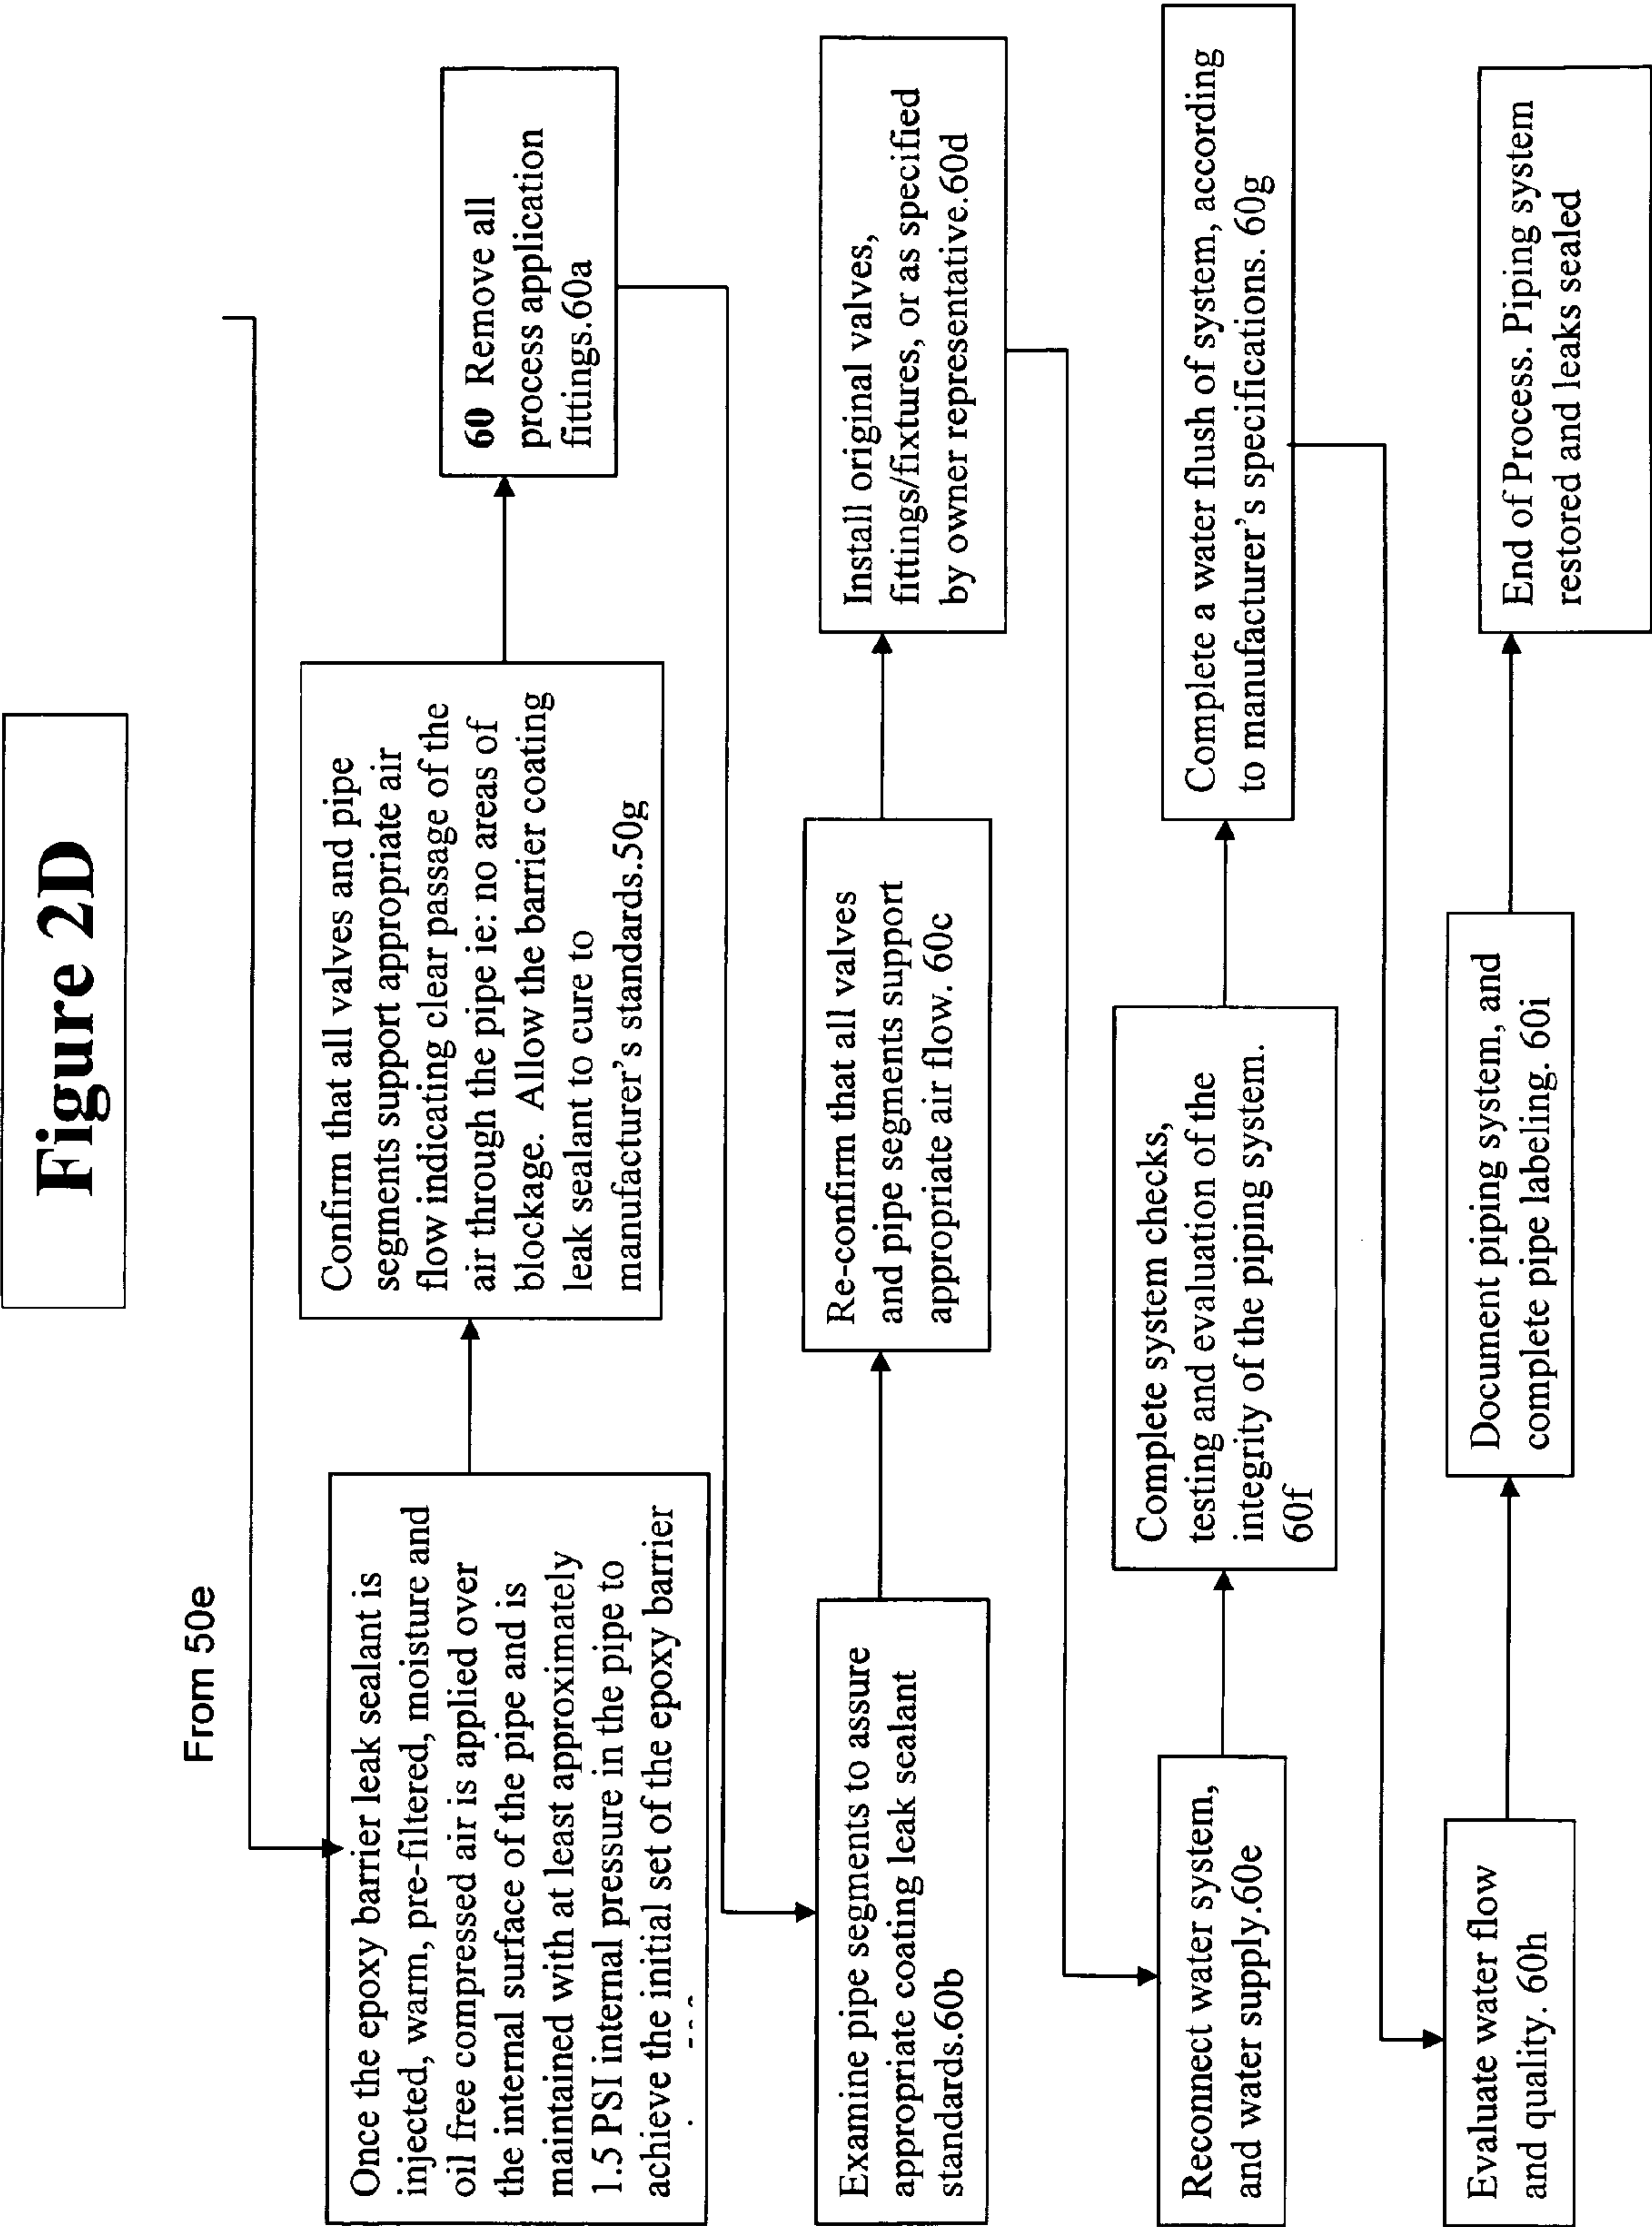 Figure 2D
From 50e
Once the epoxy barrier leak sealant is
injected, warm, pre-filtered, moisture and
oil free compressed air is applied over
the internal surface of the pipe and is
maintained with at least approximately
1.5 PSI internal pressure in the pipe to
achieve the initial set of the epoxy barrier
Confirm that all valves and pipe
segments support appropriate air
flow indicating clear passage of the
air through the pipe ie: no areas of
blockage. Allow the barrier coating
leak sealant to cure to
manufacturer's standards.50g
60 Remove all
process application
fittings.60a
Examine pipe segments to assure
appropriate coating leak sealant
standards.60b
Re-confirm that all valves
and pipe segments support
appropriate air flow. 60c
Install original valves,
fittings/fixtures, or as specified
by owner representative.60d
Reconnect water system,
and water supply.60e
Complete system checks,
testing and evaluation of the
integrity of the piping system.
60f
Complete a water flush of system, according
to manufacturer's specifications. 60g
Evaluate water flow
and quality. 60h
Document piping system, and
complete pipe labeling. 60i
End of Process. Piping system
restored and leaks sealed